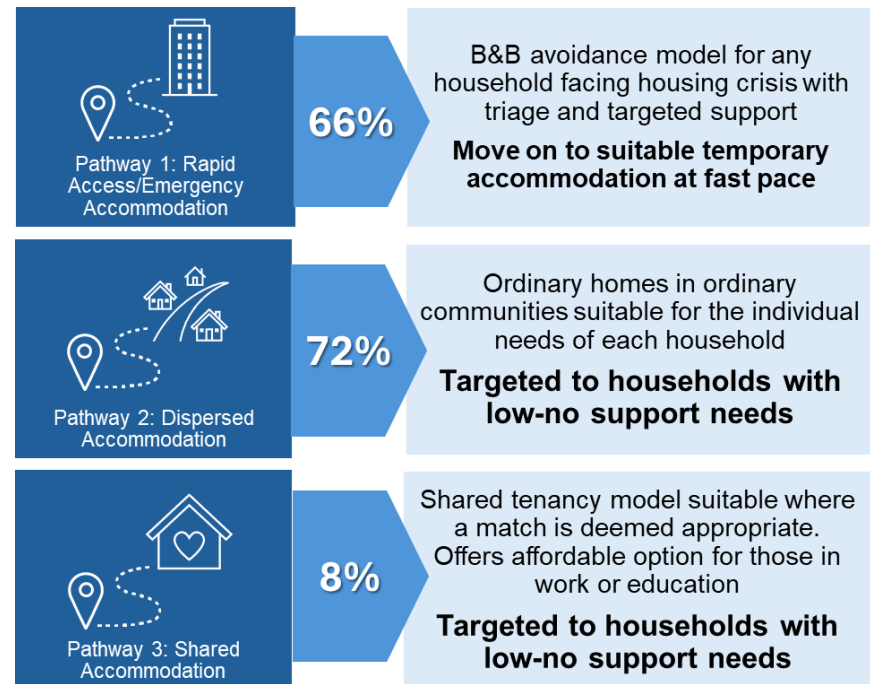 Pathway 1: Rapid
Access/Emergency
Accommodation
66%
B&B avoidance model for any
household facing housing crisis with
triage and targeted support
Move on to suitable temporary
accommodation at fast pace
Pathway 2: Dispersed
Accommodation
72%
Ordinary homes in ordinary
communities suitable for the individual
needs of each household
Targeted to households with
low-no support needs
Pathway 3: Shared
Accommodation
8%
Shared tenancy model suitable where
a match is deemed appropriate.
Offers affordable option for those in
work or education
Targeted to households with
low-no support needs